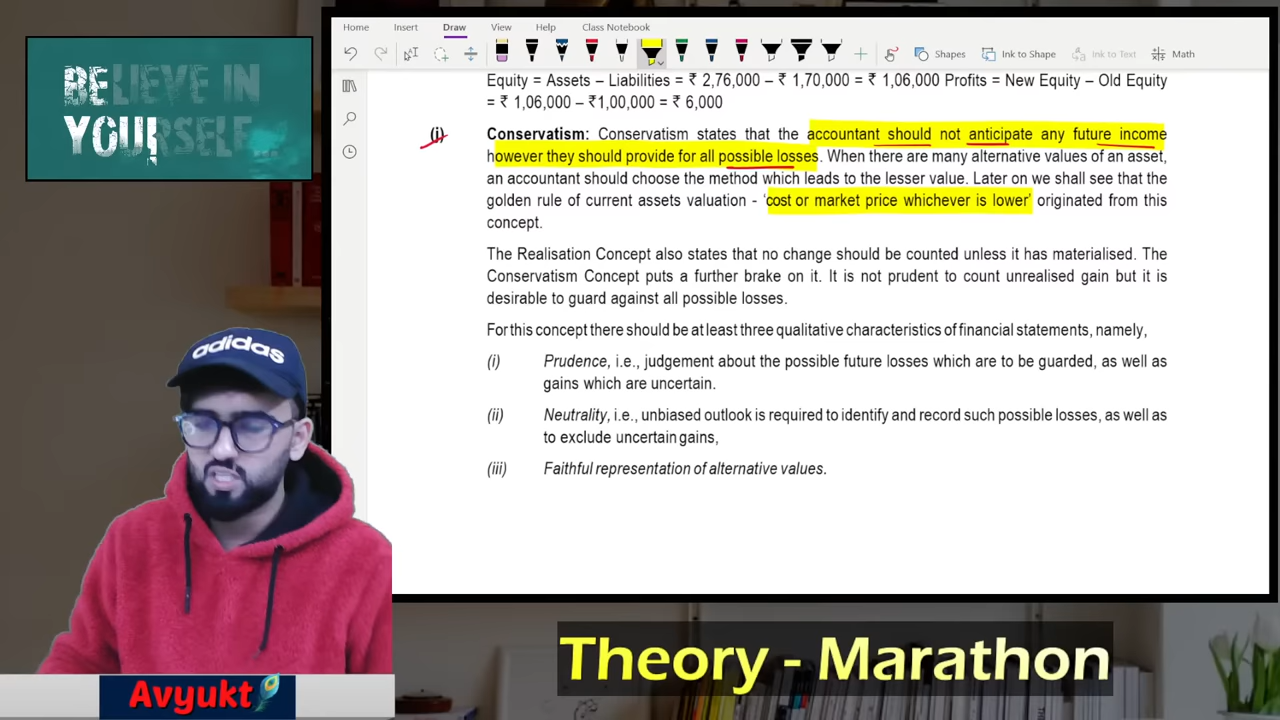 BELIEVE IN
YOURSELF...
Home Insert Draw View Help Class Notebook
Shapes Ink to Shape Ink to Text Math
Equity = Assets – Liabilities = ₹ 2,76,000 – ₹ 1,70,000 = ₹ 1,06,000 Profits = New Equity – Old Equity
= ₹ 1,06,000 – ₹1,00,000 = ₹ 6,000
(i) Conservatism: Conservatism states that the accountant should not anticipate any future income
however they should provide for all possible losses. When there are many alternative values of an asset,
an accountant should choose the method which leads to the lesser value. Later on we shall see that the
golden rule of current assets valuation - ‘cost or market price whichever is lower’ originated from this
concept.
The Realisation Concept also states that no change should be counted unless it has materialised. The
Conservatism Concept puts a further brake on it. It is not prudent to count unrealised gain but it is
desirable to guard against all possible losses.
For this concept there should be at least three qualitative characteristics of financial statements, namely,
(i) Prudence, i.e., judgement about the possible future losses which are to be guarded, as well as
gains which are uncertain.
(ii) Neutrality, i.e., unbiased outlook is required to identify and record such possible losses, as well as
to exclude uncertain gains,
(iii) Faithful representation of alternative values.
adidas
Theory - Marathon
Avyukt